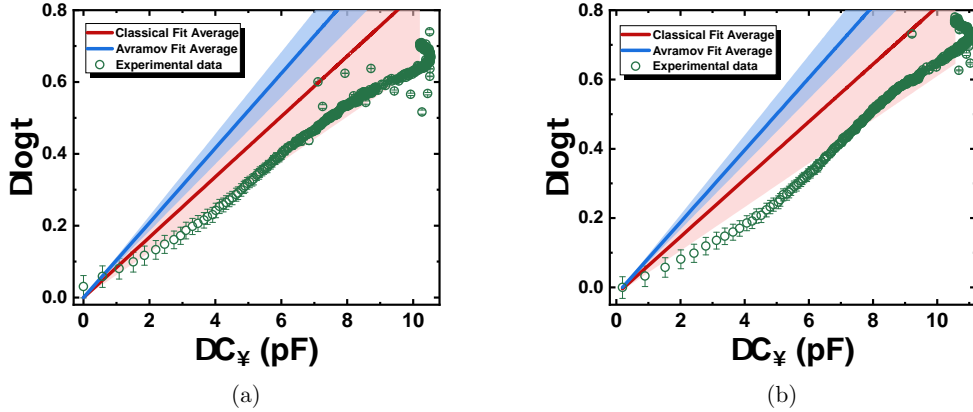 Classical Fit Average
Avramov Fit Average
Experimental data
0.8
0.6
0.4
0.2
0.0
Dlogt
0 2 4 6 8 10
DC¥ (pF)
(a)
Classical Fit Average
Avramov Fit Average
Experimental data
0.8
0.6
0.4
0.2
0.0
Dlogt
0 2 4 6 8 10
DC¥ (pF)
(b)